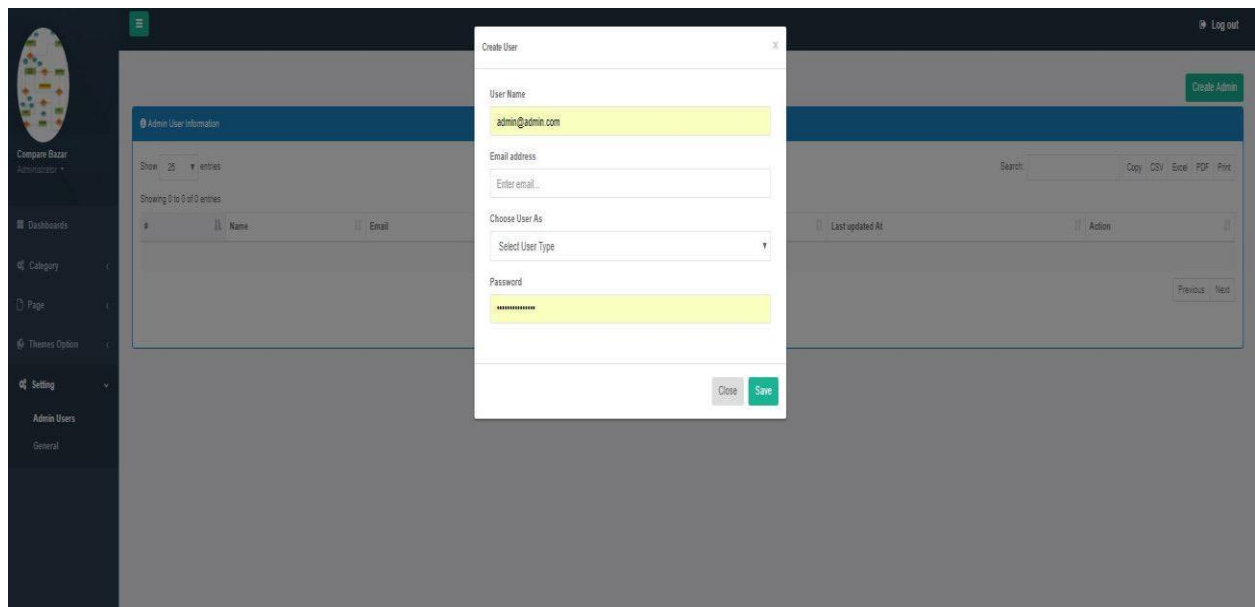 Log out
Create Admin
Compare Bazar
Administrator
Dashboards
Category
Page
Themes Option
Setting
Admin Users
General
Admin User Information
Show 25 entries
Search:
Copy CSV Excel PDF Print
Showing 0 to 0 of 0 entries
# Name Email Last updated At Action
Previous Next
Create User
X
User Name
admin@admin.com
Email address
Enter email...
Choose User As
Select User Type
Password
Close Save